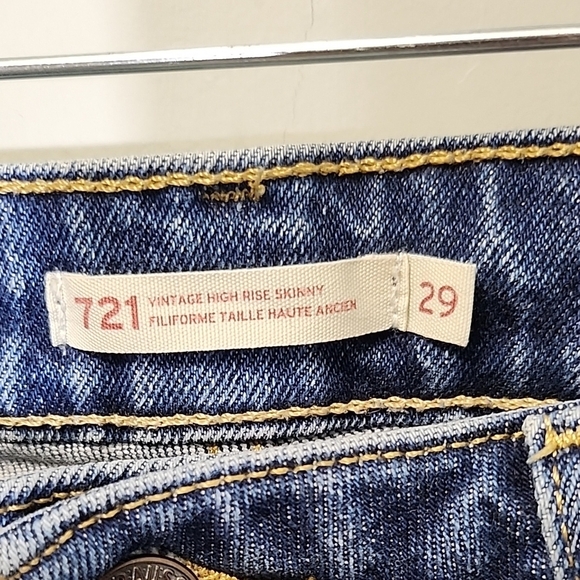 721
VINTAGE HIGH RISE SKINNY
FILIFORME TAILLE HAUTE ANCIEN
29